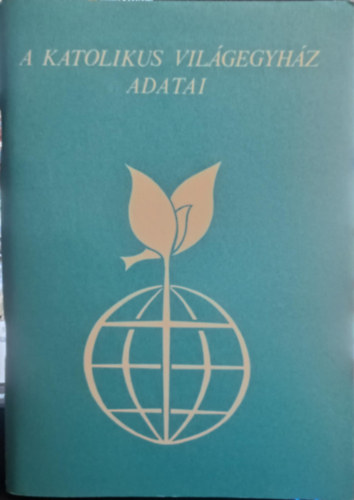 A KATOLIKUS VILÁGEGYHÁZ
ADATAI